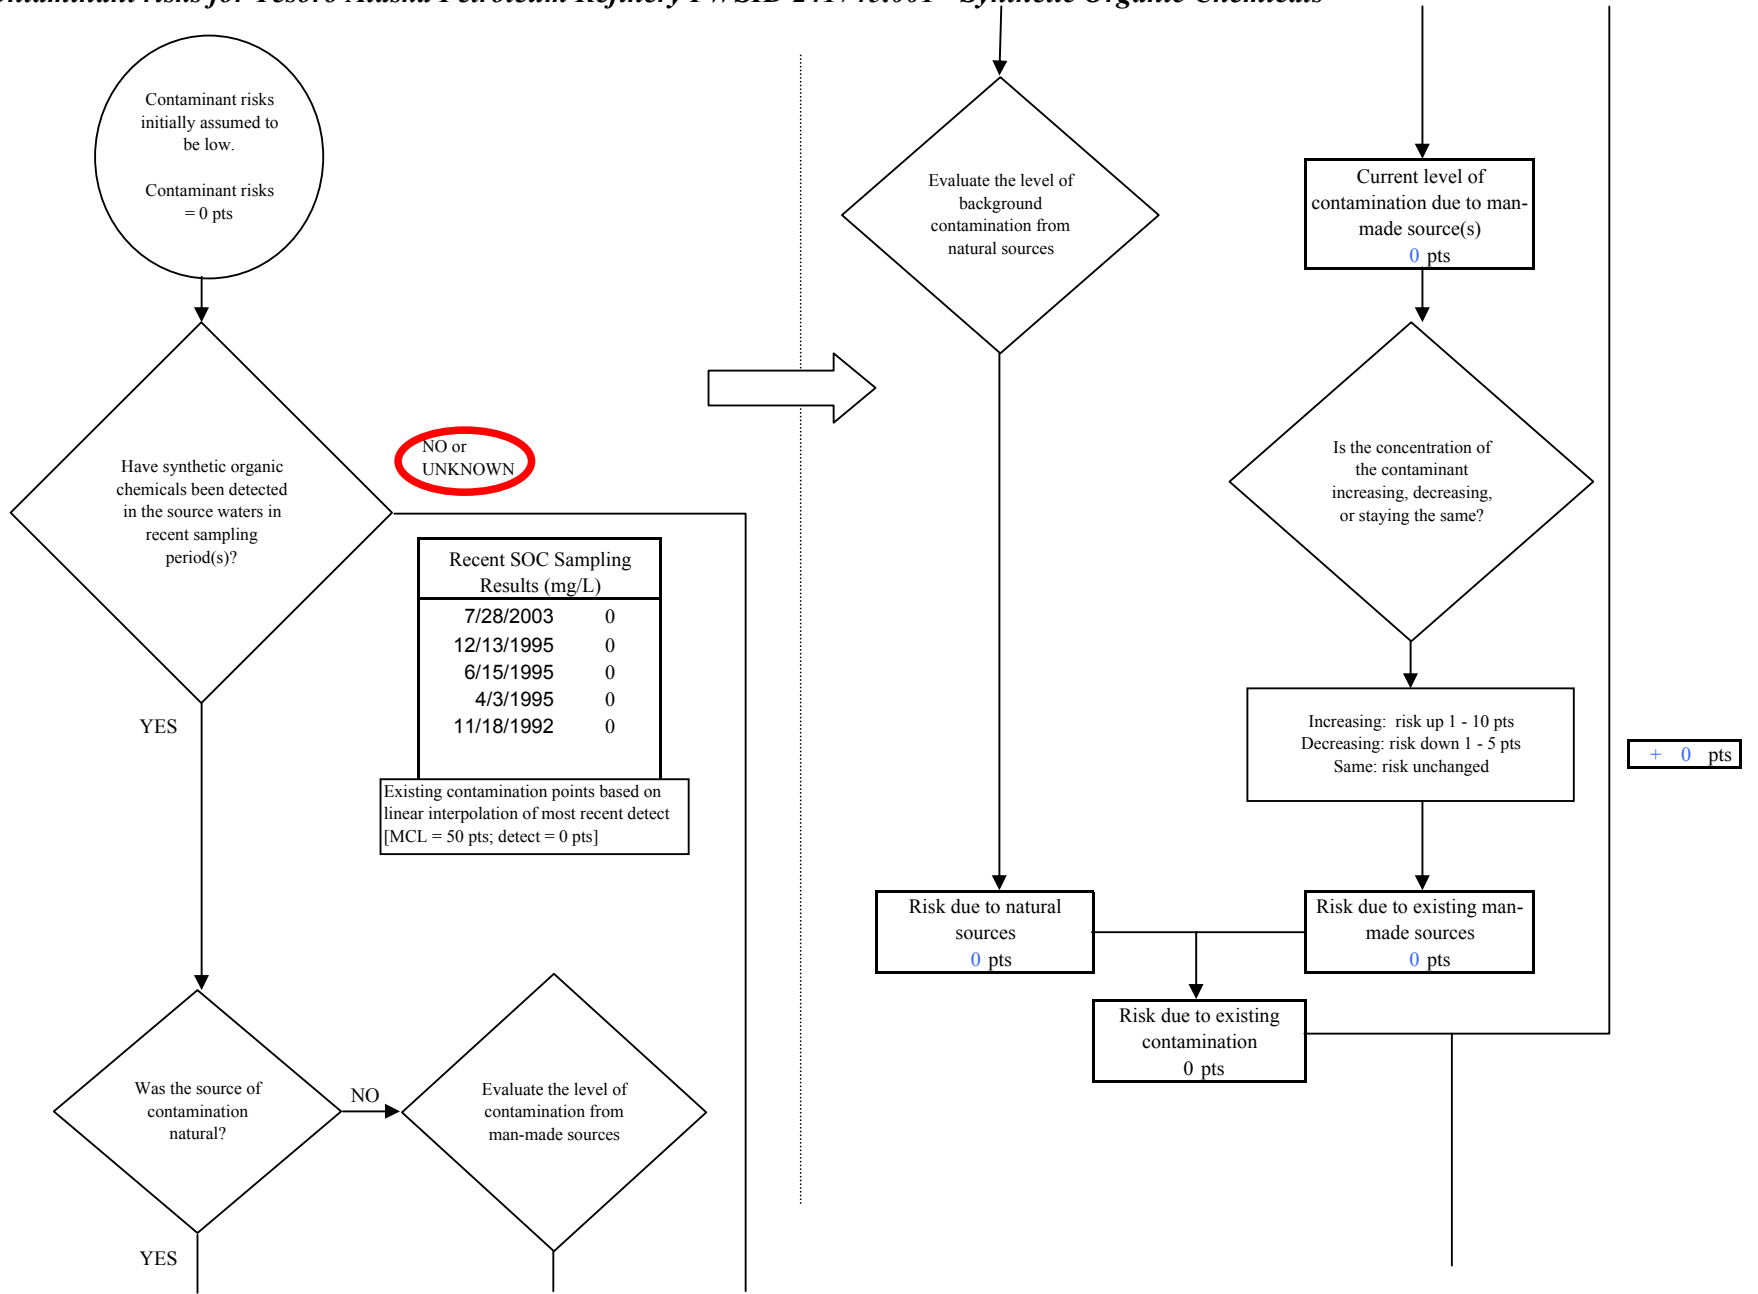 Contaminant risks
initially assumed to
be low.
Contaminant risks
= 0 pts
Have synthetic organic
chemicals been detected
in the source waters in
recent sampling
period(s)?
NO or
UNKNOWN
Recent SOC Sampling
Results (mg/L)
7/28/2003 0
12/13/1995 0
6/15/1995 0
4/3/1995 0
11/18/1992 0
Existing contamination points based on
linear interpolation of most recent detect
[MCL = 50 pts; detect = 0 pts]
YES
Was the source of
contamination
natural?
NO
Evaluate the level of
contamination from
man-made sources
YES
Evaluate the level of
background
contamination from
natural sources
Current level of
contamination due to man-
made source(s)
0 pts
Is the concentration of
the contaminant
increasing, decreasing,
or staying the same?
Increasing: risk up 1 - 10 pts
Decreasing: risk down 1 - 5 pts
Same: risk unchanged
+ 0 pts
Risk due to natural
sources
0 pts
Risk due to existing man-
made sources
0 pts
Risk due to existing
contamination
0 pts